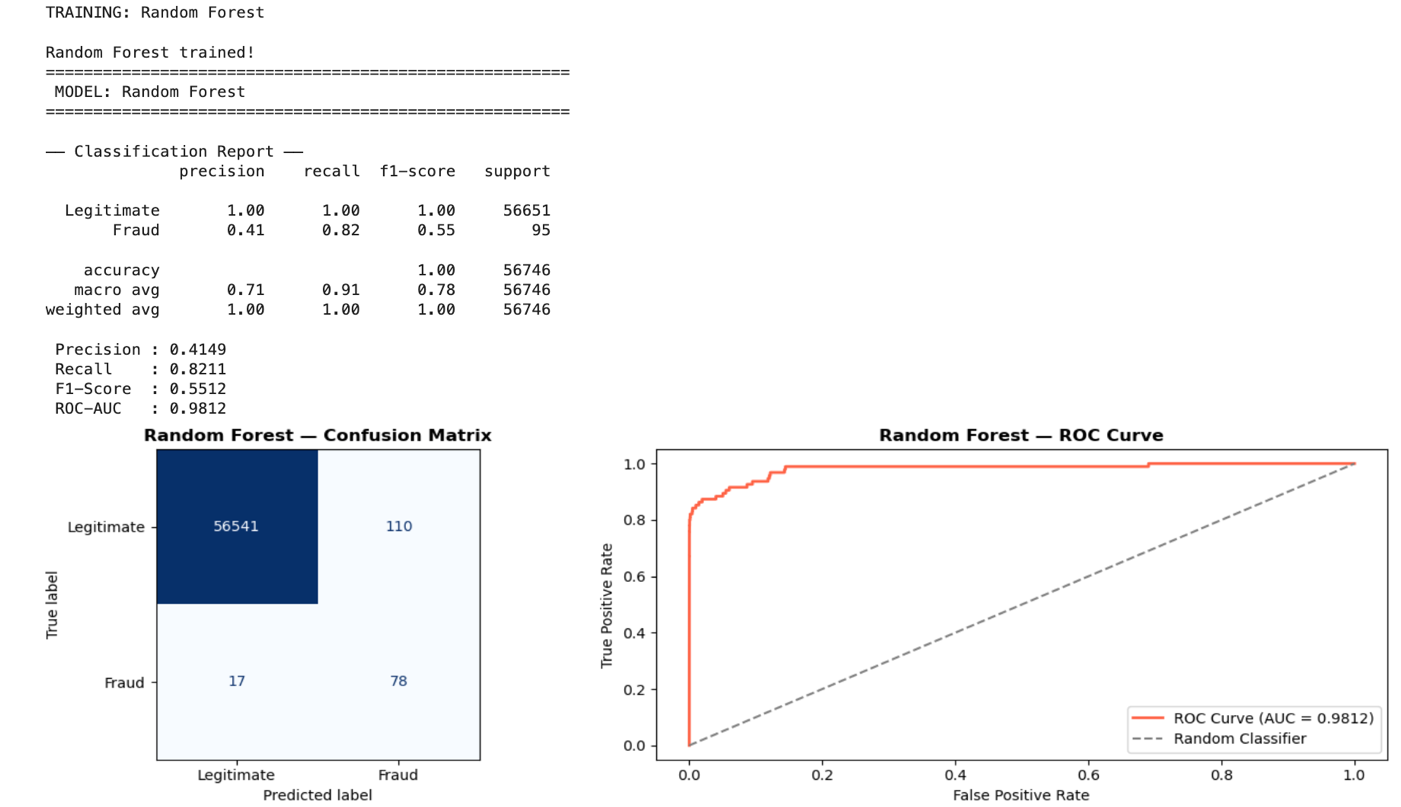 TRAINING: Random Forest
Random Forest trained!
=======================================================
MODEL: Random Forest
=======================================================
── Classification Report ──
precision    recall  f1-score   support
Legitimate       1.00      1.00      1.00     56651
Fraud       0.41      0.82      0.55        95
accuracy                           1.00     56746
macro avg       0.71      0.91      0.78     56746
weighted avg       1.00      1.00      1.00     56746
Precision : 0.4149
Recall    : 0.8211
F1-Score  : 0.5512
ROC-AUC   : 0.9812
Random Forest — Confusion Matrix
Legitimate
56541
110
True label
Fraud
17
78
Legitimate
Fraud
Predicted label
Random Forest — ROC Curve
1.0
0.8
0.6
0.4
0.2
0.0
True Positive Rate
ROC Curve (AUC = 0.9812)
Random Classifier
0.0
0.2
0.4
0.6
0.8
1.0
False Positive Rate